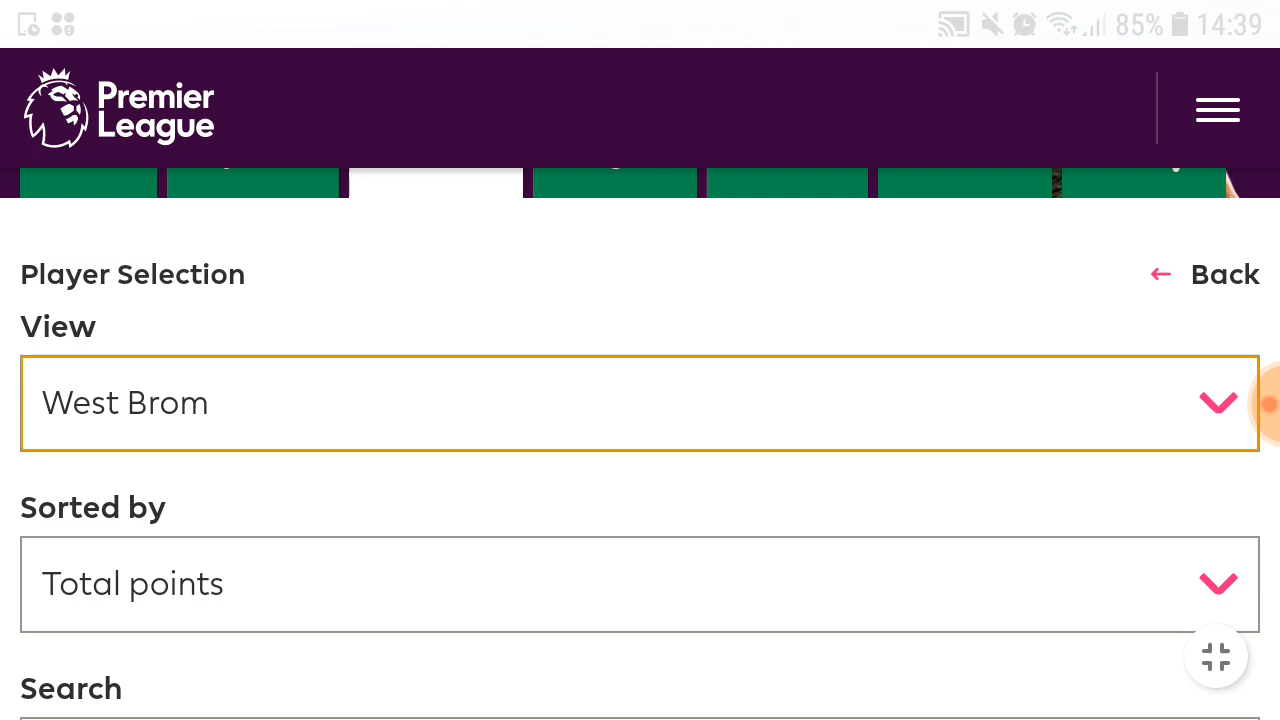 85% 14:39
Premier
League
Player Selection
Back
View
West Brom
Sorted by
Total points
Search